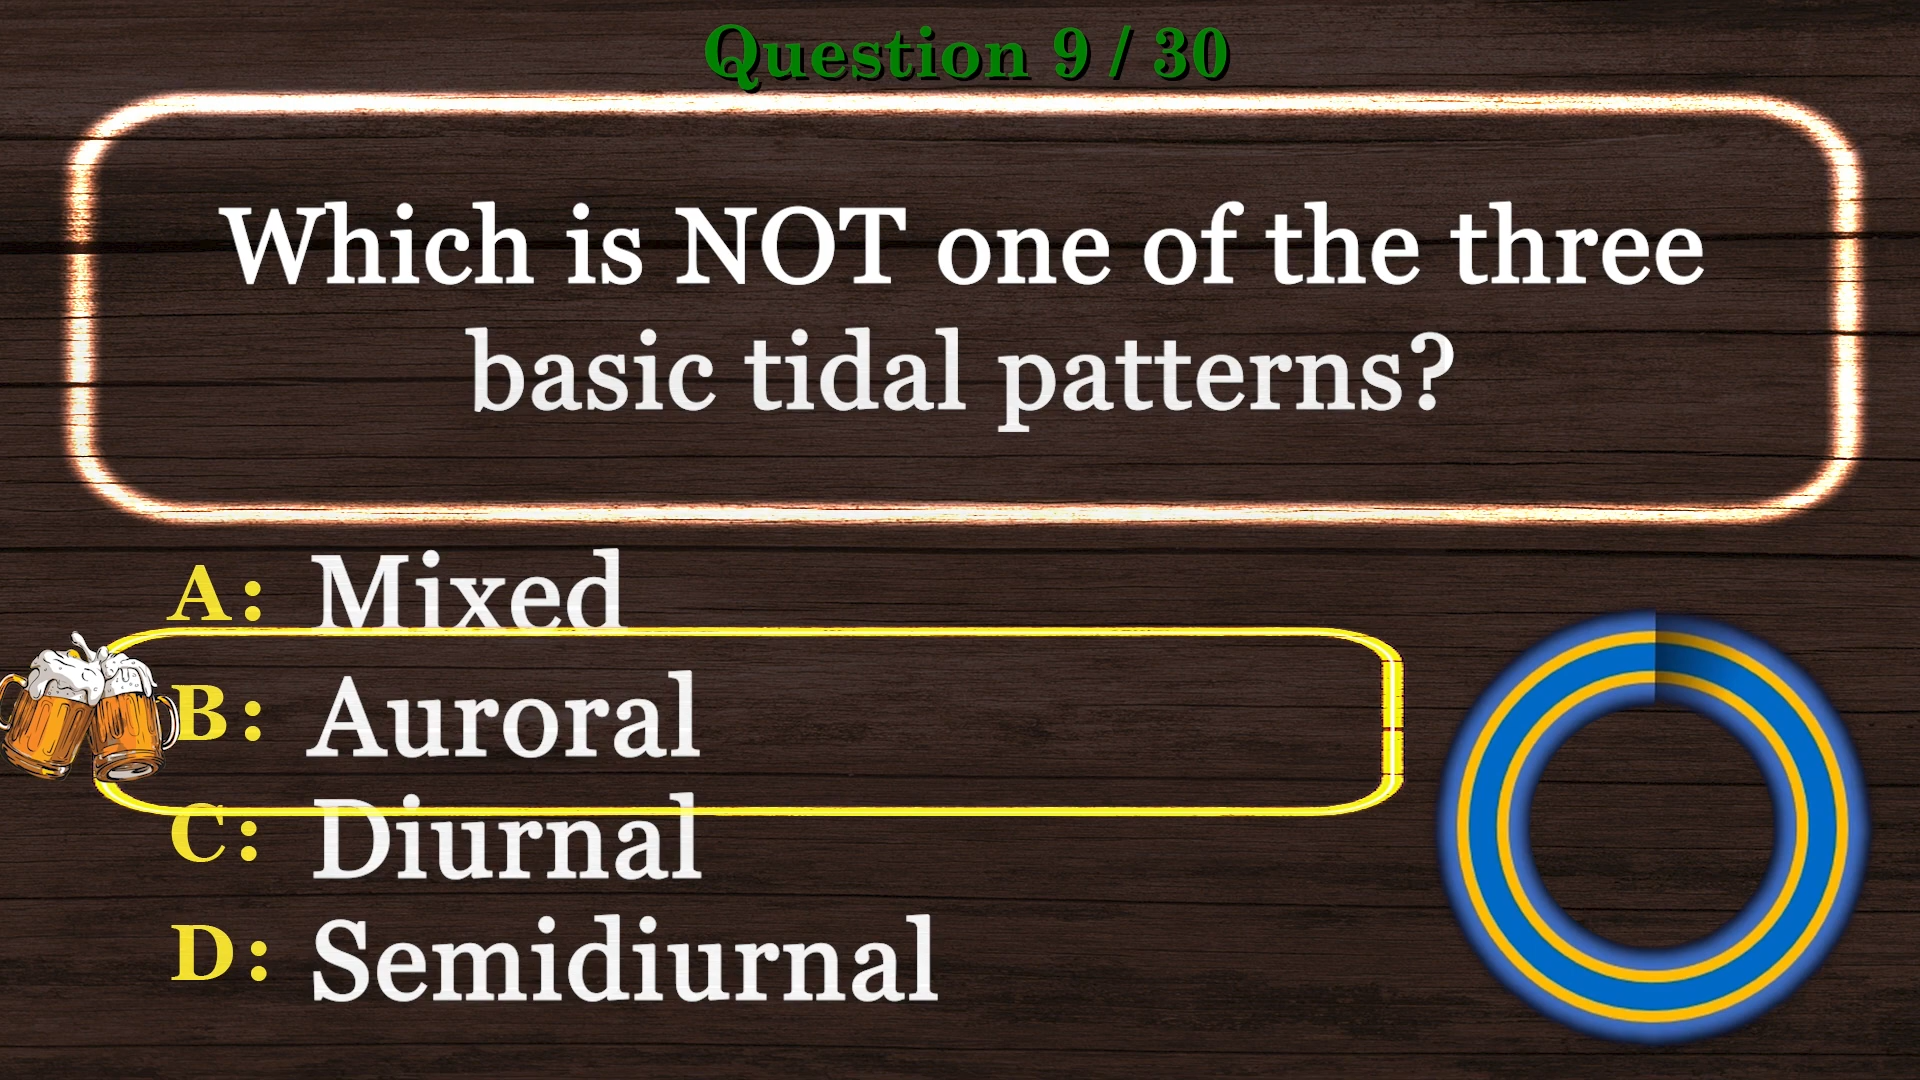 Question 9 / 30
Which is NOT one of the three
basic tidal patterns?
A: Mixed
B: Auroral
C: Diurnal
D: Semidiurnal